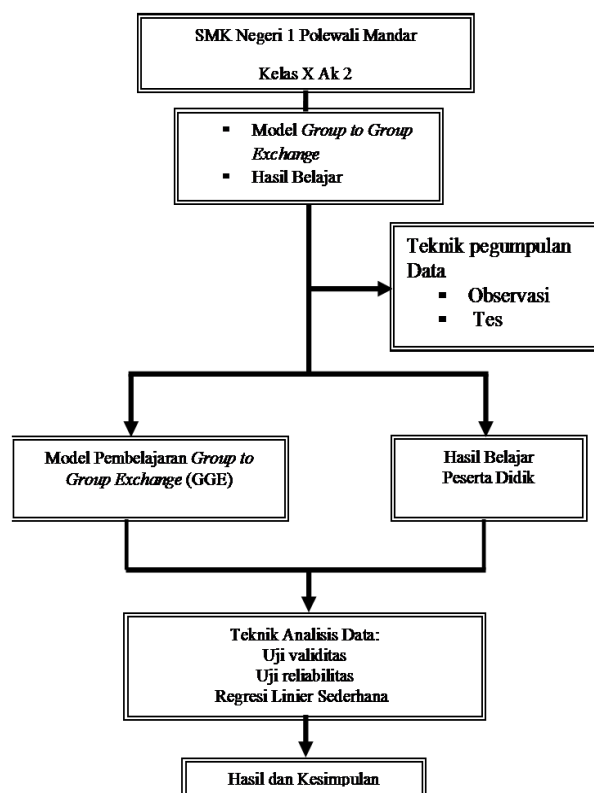 SMK Negeri 1 Polewali Mandar
Kelas X Ak 2
▪ Model Group to Group
Exchange
▪ Hasil Belajar
Teknik pegumpulan
Data
▪ Observasi
▪ Tes
Model Pembelajaran Group to
Group Exchange (GGE)
Hasil Belajar
Peserta Didik
Teknik Analisis Data:
Uji validitas
Uji reliabilitas
Regresi Linier Sederhana
Hasil dan Kesimpulan